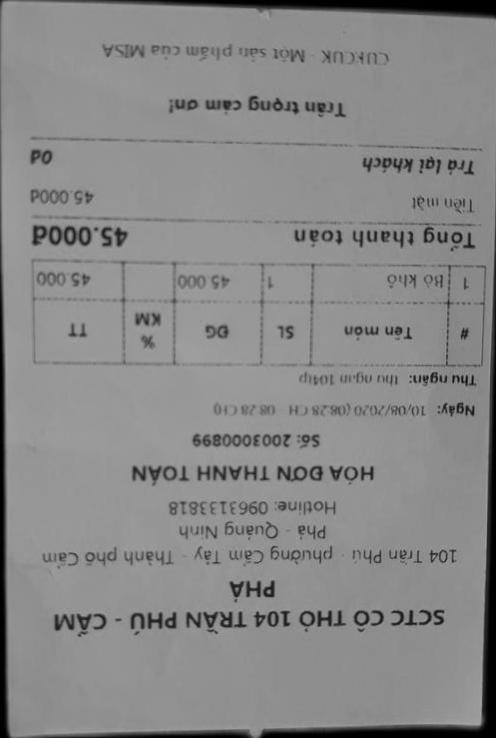 SCTC CÔ THỎ 104 TRẦN PHÚ - CẨM
PHẢ
104 Trần Phú - phường Cẩm Tây - Thành phố Cẩm
Phả - Quảng Ninh
Hotline: 0963133818
HÓA ĐƠN THANH TOÁN
Số: 2003000899
Ngày: 10/08/2020 (08:28 CH - 08:28 CH)
Thu ngân: thu ngan 104tp
# Tên món SL ĐG % KM TT
1 Bò khô 1 45.000 45.000
Tổng thanh toán 45.000đ
Tiền mặt 45.000đ
Trả lại khách 0đ
Trân trọng cảm ơn!
CUKCUK - Một sản phẩm của MISA